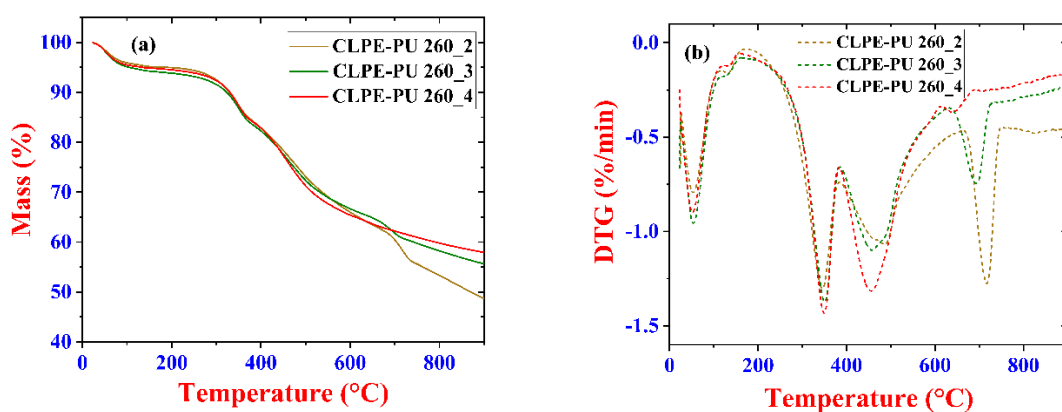 (a)
CLPE-PU 260_2
CLPE-PU 260_3
CLPE-PU 260_4
100
90
80
70
60
50
40
Mass (%)
0 200 400 600 800
Temperature (°C)
(b)
CLPE-PU 260_2
CLPE-PU 260_3
CLPE-PU 260_4
0.0
-0.5
-1.0
-1.5
DTG (%/min)
0 200 400 600 800
Temperature (°C)